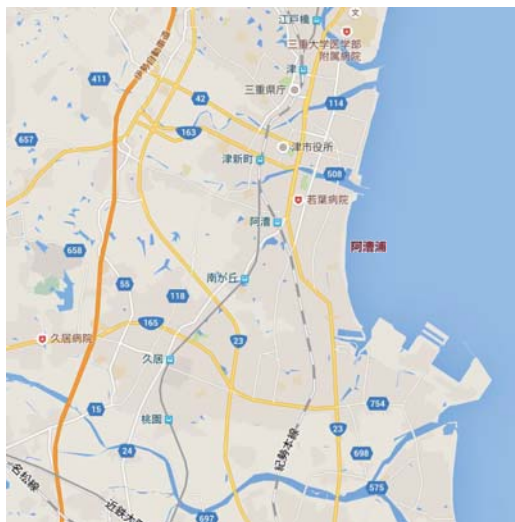 江戸橋
文
三重大学医学部
附属病院
伊勢自動車道
津
411
三重県庁
42
114
163
657
津市役所
津新町
508
若葉病院
阿漕
阿漕浦
658
南が丘
55
118
165
23
久居病院
久居
15
754
桃園
23
24
698
紀勢本線
名松線
575
近鉄大
697